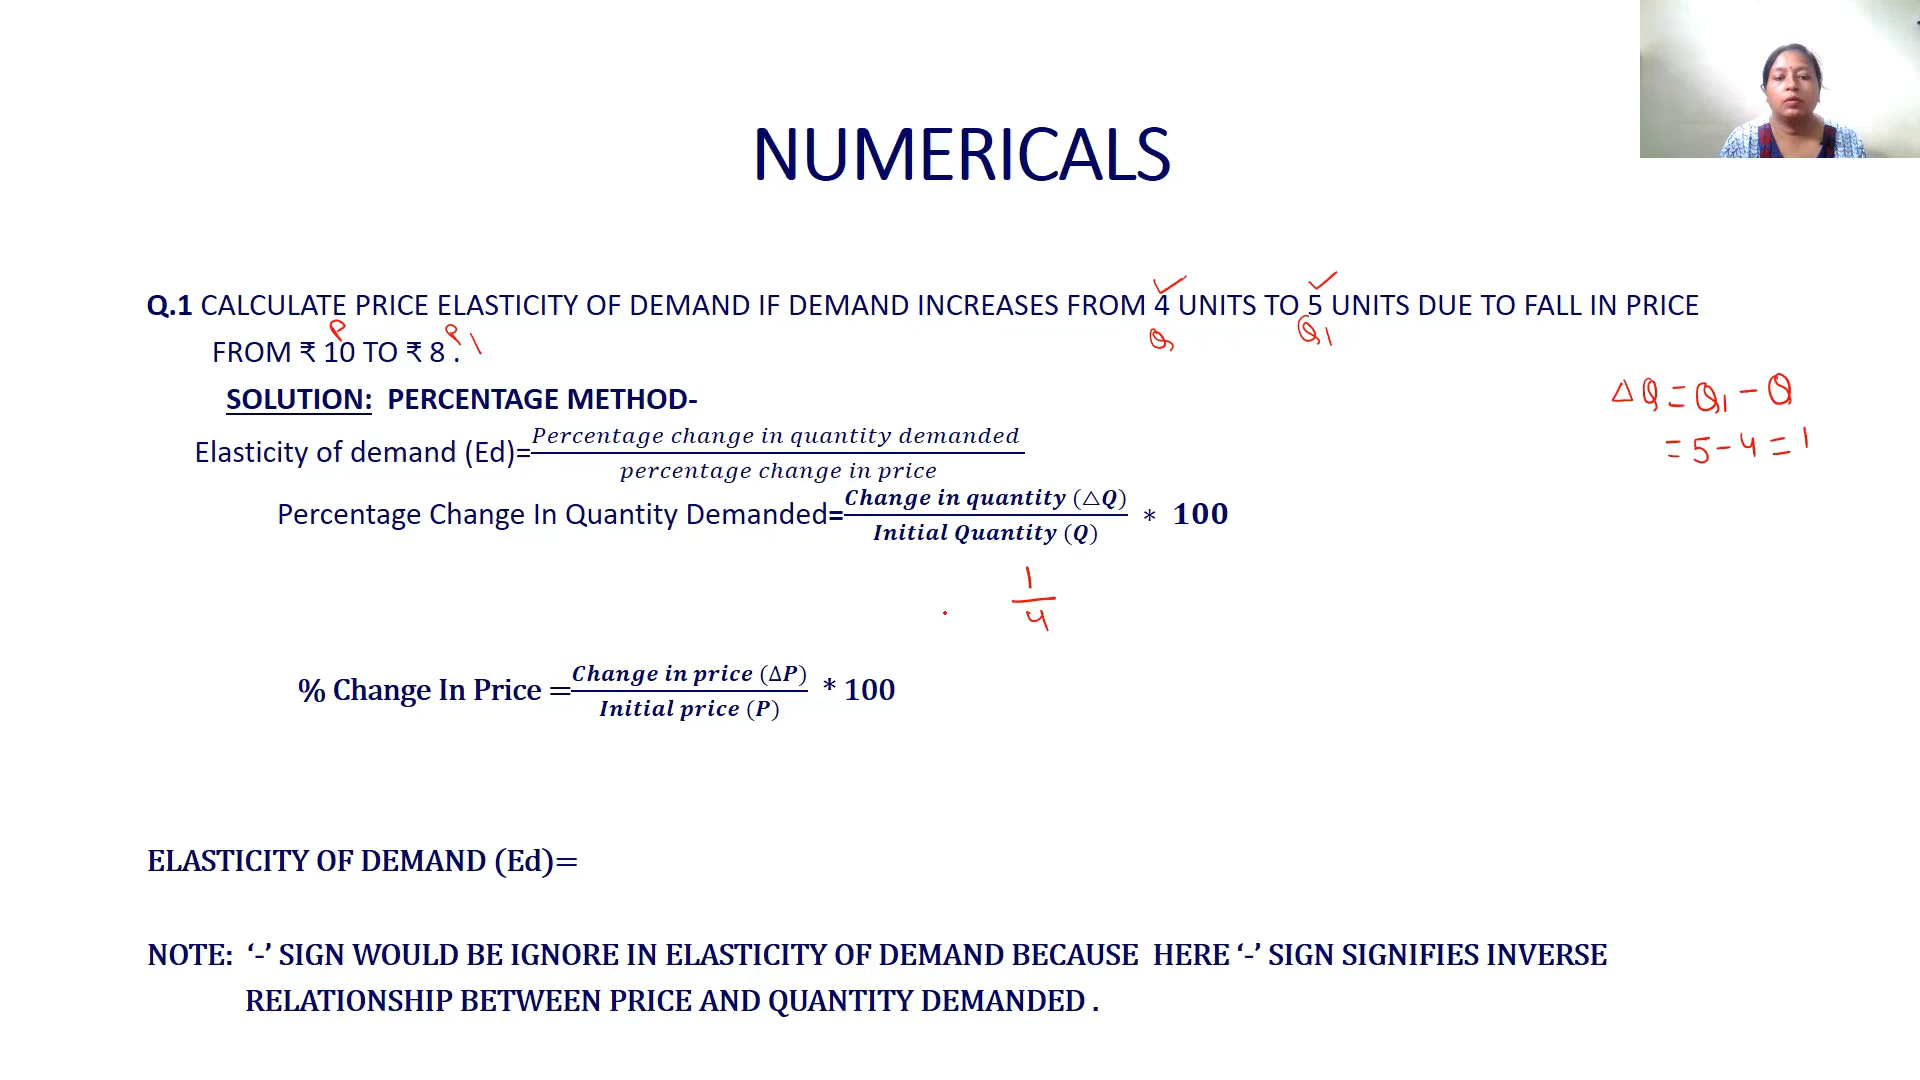 NUMERICALS
Q.1 CALCULATE PRICE ELASTICITY OF DEMAND IF DEMAND INCREASES FROM 4 UNITS TO 5 UNITS DUE TO FALL IN PRICE
P P1 Q Q1
FROM ₹ 10 TO ₹ 8 .
△Q = Q1 - Q
SOLUTION: PERCENTAGE METHOD-
= 5 - 4 = 1
Elasticity of demand (Ed)= Percentage change in quantity demanded / percentage change in price
Percentage Change In Quantity Demanded= Change in quantity (△Q) / Initial Quantity (Q) * 100
1/4
% Change In Price = Change in price (ΔP) / Initial price (P) * 100
ELASTICITY OF DEMAND (Ed)=
NOTE: ‘-’ SIGN WOULD BE IGNORE IN ELASTICITY OF DEMAND BECAUSE HERE ‘-’ SIGN SIGNIFIES INVERSE
RELATIONSHIP BETWEEN PRICE AND QUANTITY DEMANDED .